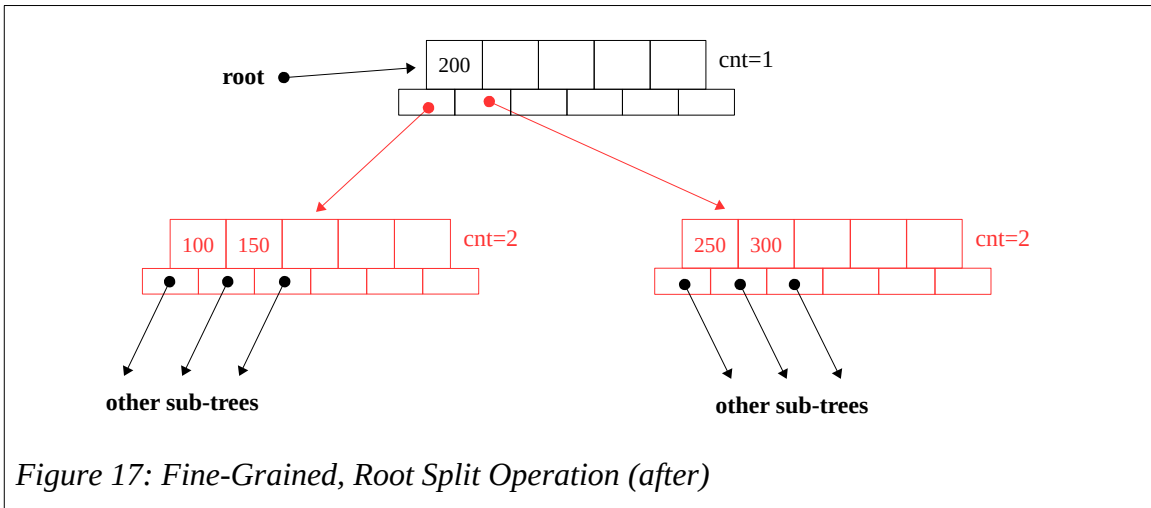 root
200
cnt=1
100 150
cnt=2
250 300
cnt=2
other sub-trees
other sub-trees
Figure 17: Fine-Grained, Root Split Operation (after)